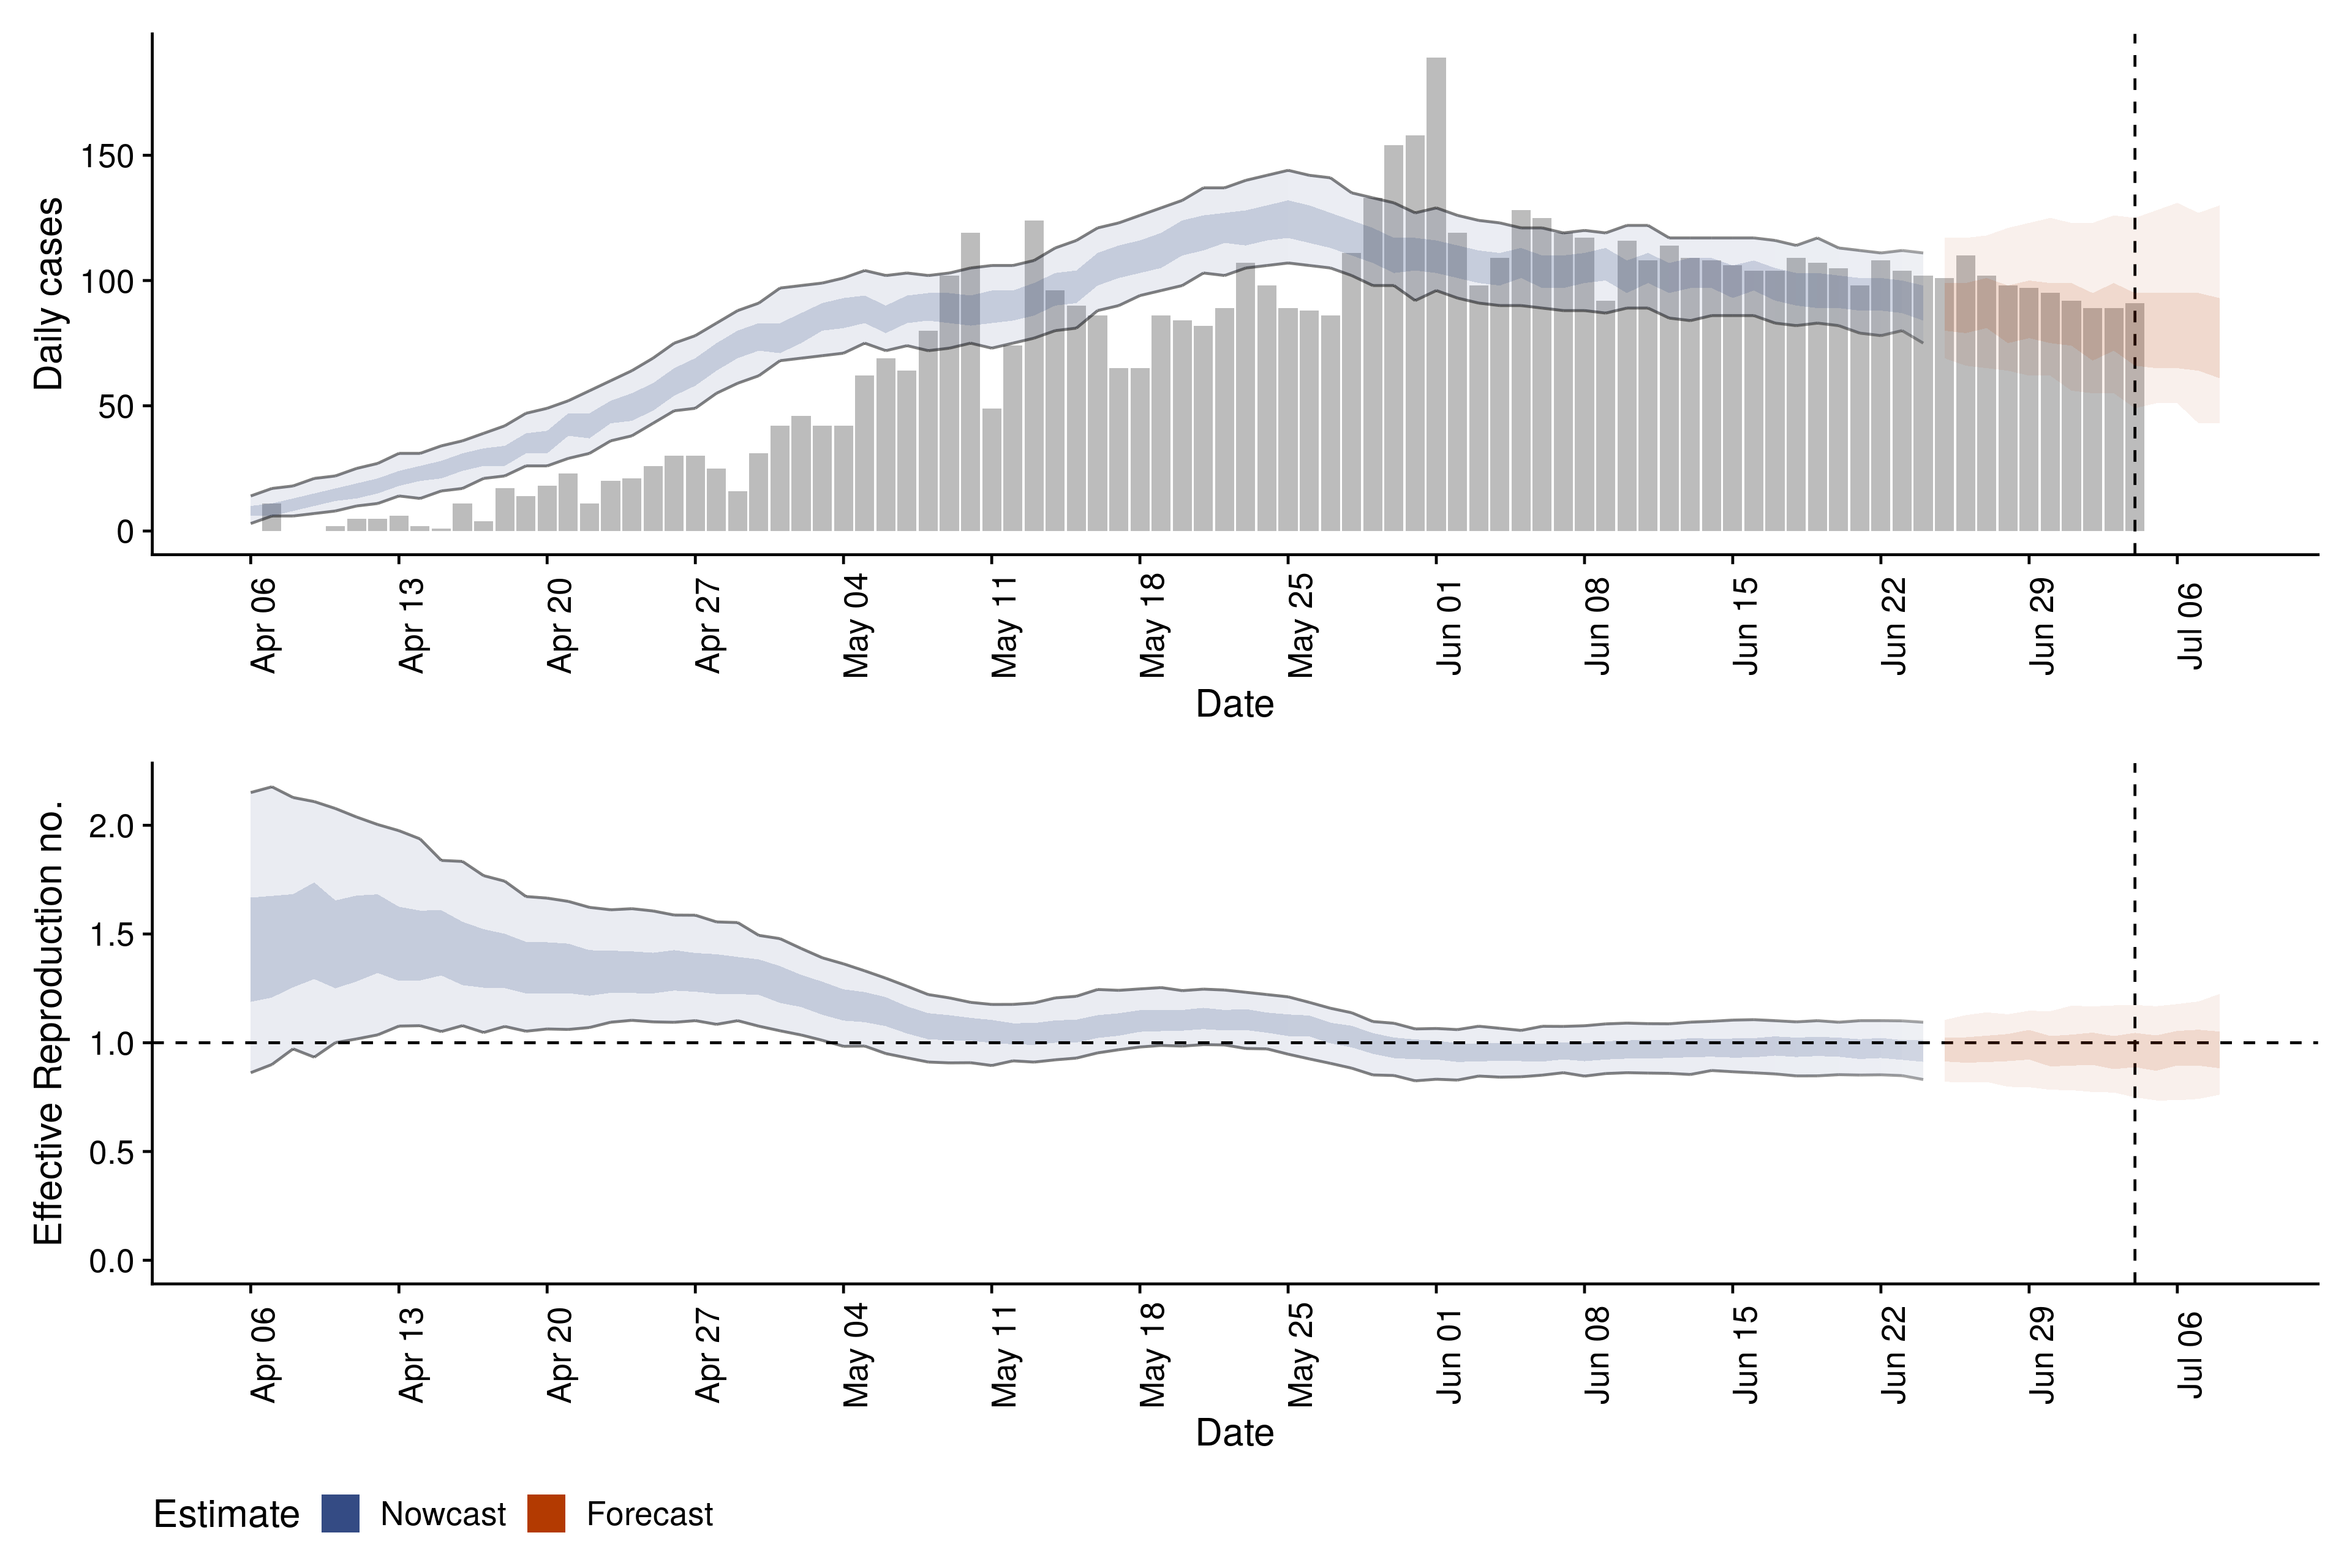 Daily cases
150
100
50
0
Apr 06
Apr 13
Apr 20
Apr 27
May 04
May 11
May 18
May 25
Jun 01
Jun 08
Jun 15
Jun 22
Jun 29
Jul 06
Date
Effective Reproduction no.
2.0
1.5
1.0
0.5
0.0
Apr 06
Apr 13
Apr 20
Apr 27
May 04
May 11
May 18
May 25
Jun 01
Jun 08
Jun 15
Jun 22
Jun 29
Jul 06
Date
Estimate Nowcast Forecast